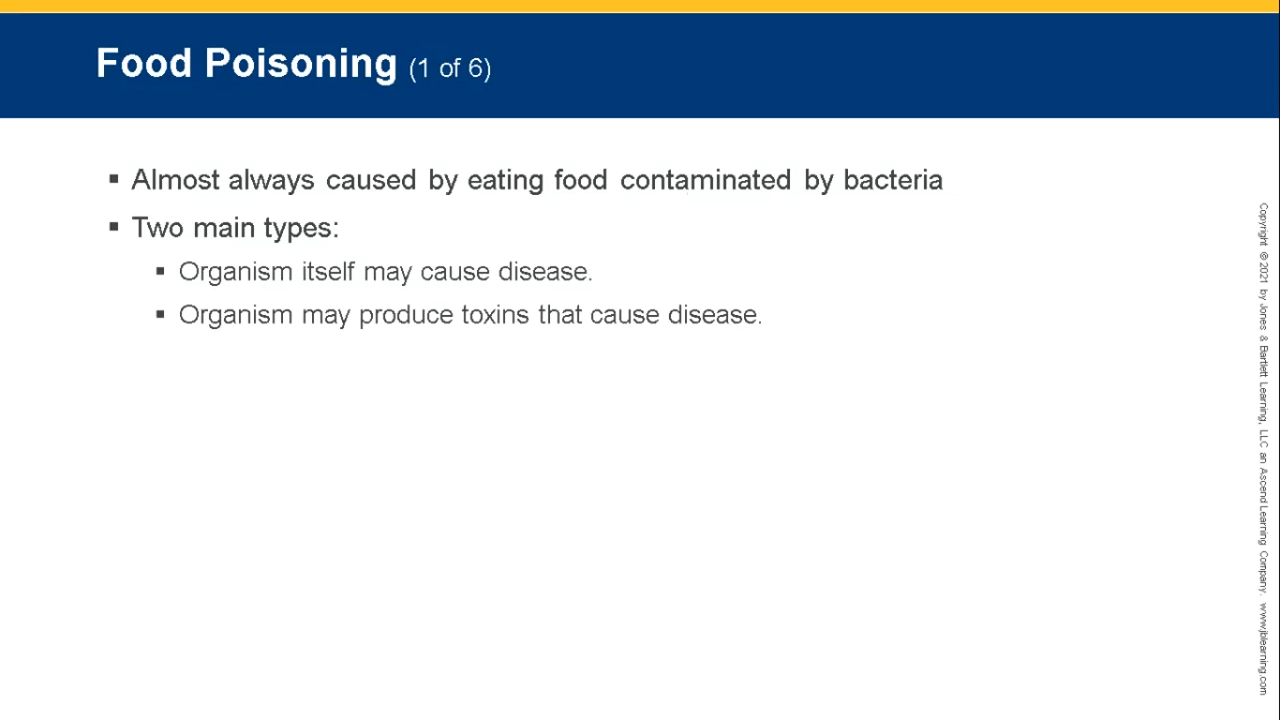 Food Poisoning (1 of 6)
▪ Almost always caused by eating food contaminated by bacteria
▪ Two main types:
▪ Organism itself may cause disease.
▪ Organism may produce toxins that cause disease.
Copyright © 2021 by Jones & Bartlett Learning, LLC an Ascend Learning Company. www.jblearning.com